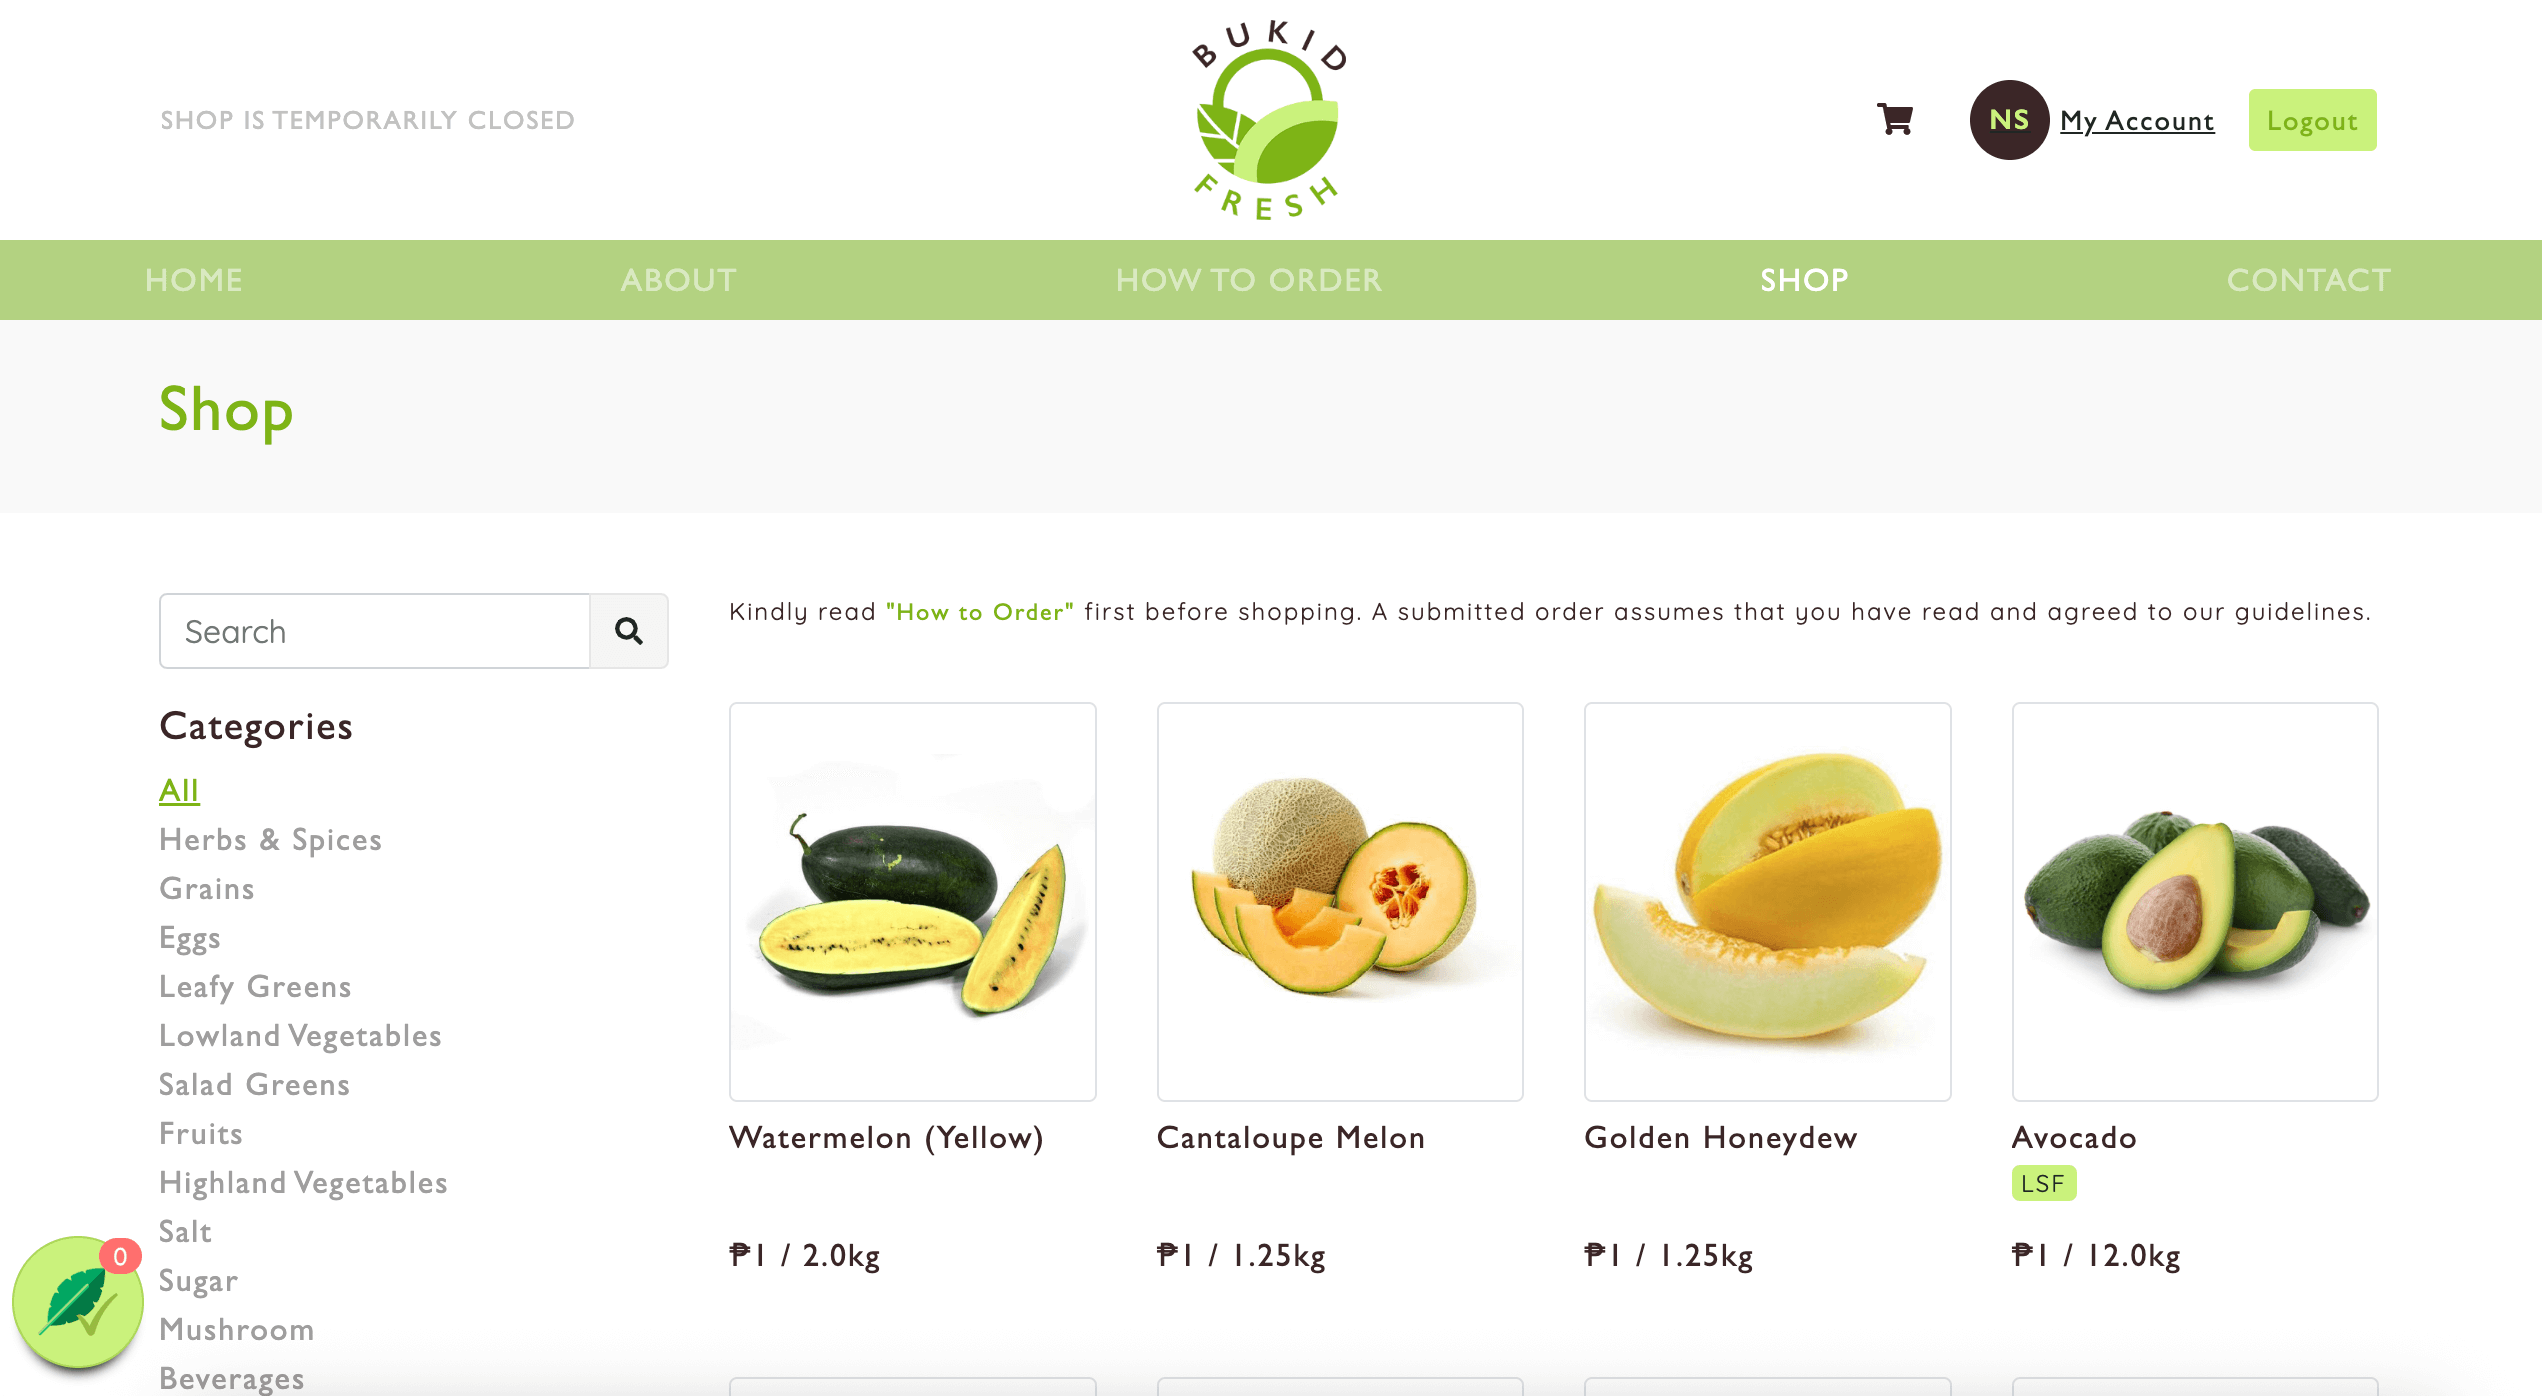 SHOP IS TEMPORARILY CLOSED
BUKID
FRESH
NS
My Account
Logout
HOME
ABOUT
HOW TO ORDER
SHOP
CONTACT
Shop
Search
Kindly read "How to Order" first before shopping. A submitted order assumes that you have read and agreed to our guidelines.
Categories
All
Herbs & Spices
Grains
Eggs
Leafy Greens
Lowland Vegetables
Salad Greens
Fruits
Highland Vegetables
Salt
Sugar
Mushroom
Beverages
0
Watermelon (Yellow)
₱1 / 2.0kg
Cantaloupe Melon
₱1 / 1.25kg
Golden Honeydew
₱1 / 1.25kg
Avocado
LSF
₱1 / 12.0kg